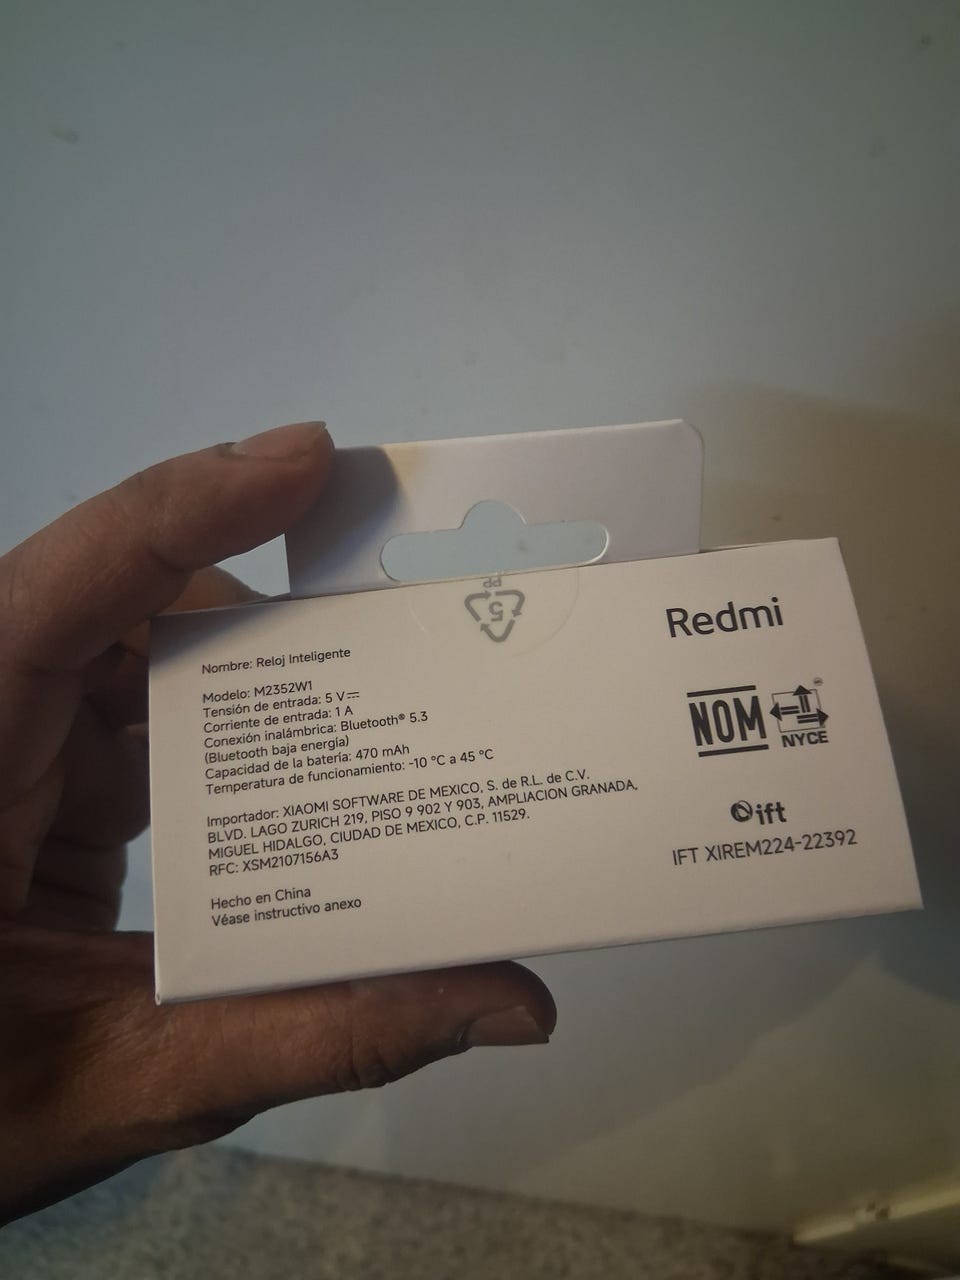 PP
5
Redmi
Nombre: Reloj Inteligente
Modelo: M2352W1
Tensión de entrada: 5 V⎓
Corriente de entrada: 1 A
Conexión inalámbrica: Bluetooth® 5.3
(Bluetooth baja energía)
Capacidad de la batería: 470 mAh
Temperatura de funcionamiento: -10 °C a 45 °C
Importador: XIAOMI SOFTWARE DE MEXICO, S. de R.L. de C.V.
BLVD. LAGO ZURICH 219, PISO 9 902 Y 903, AMPLIACION GRANADA,
MIGUEL HIDALGO, CIUDAD DE MEXICO, C.P. 11529.
RFC: XSM2107156A3
Hecho en China
Véase instructivo anexo
NOM
NYCE
ift
IFT XIREM224-22392